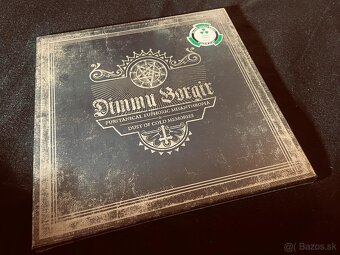 Dimmu Borgir
PURITANICAL EUPHORIC MISANTHROPIA
DUST OF COLD MEMORIES
Bazos.sk